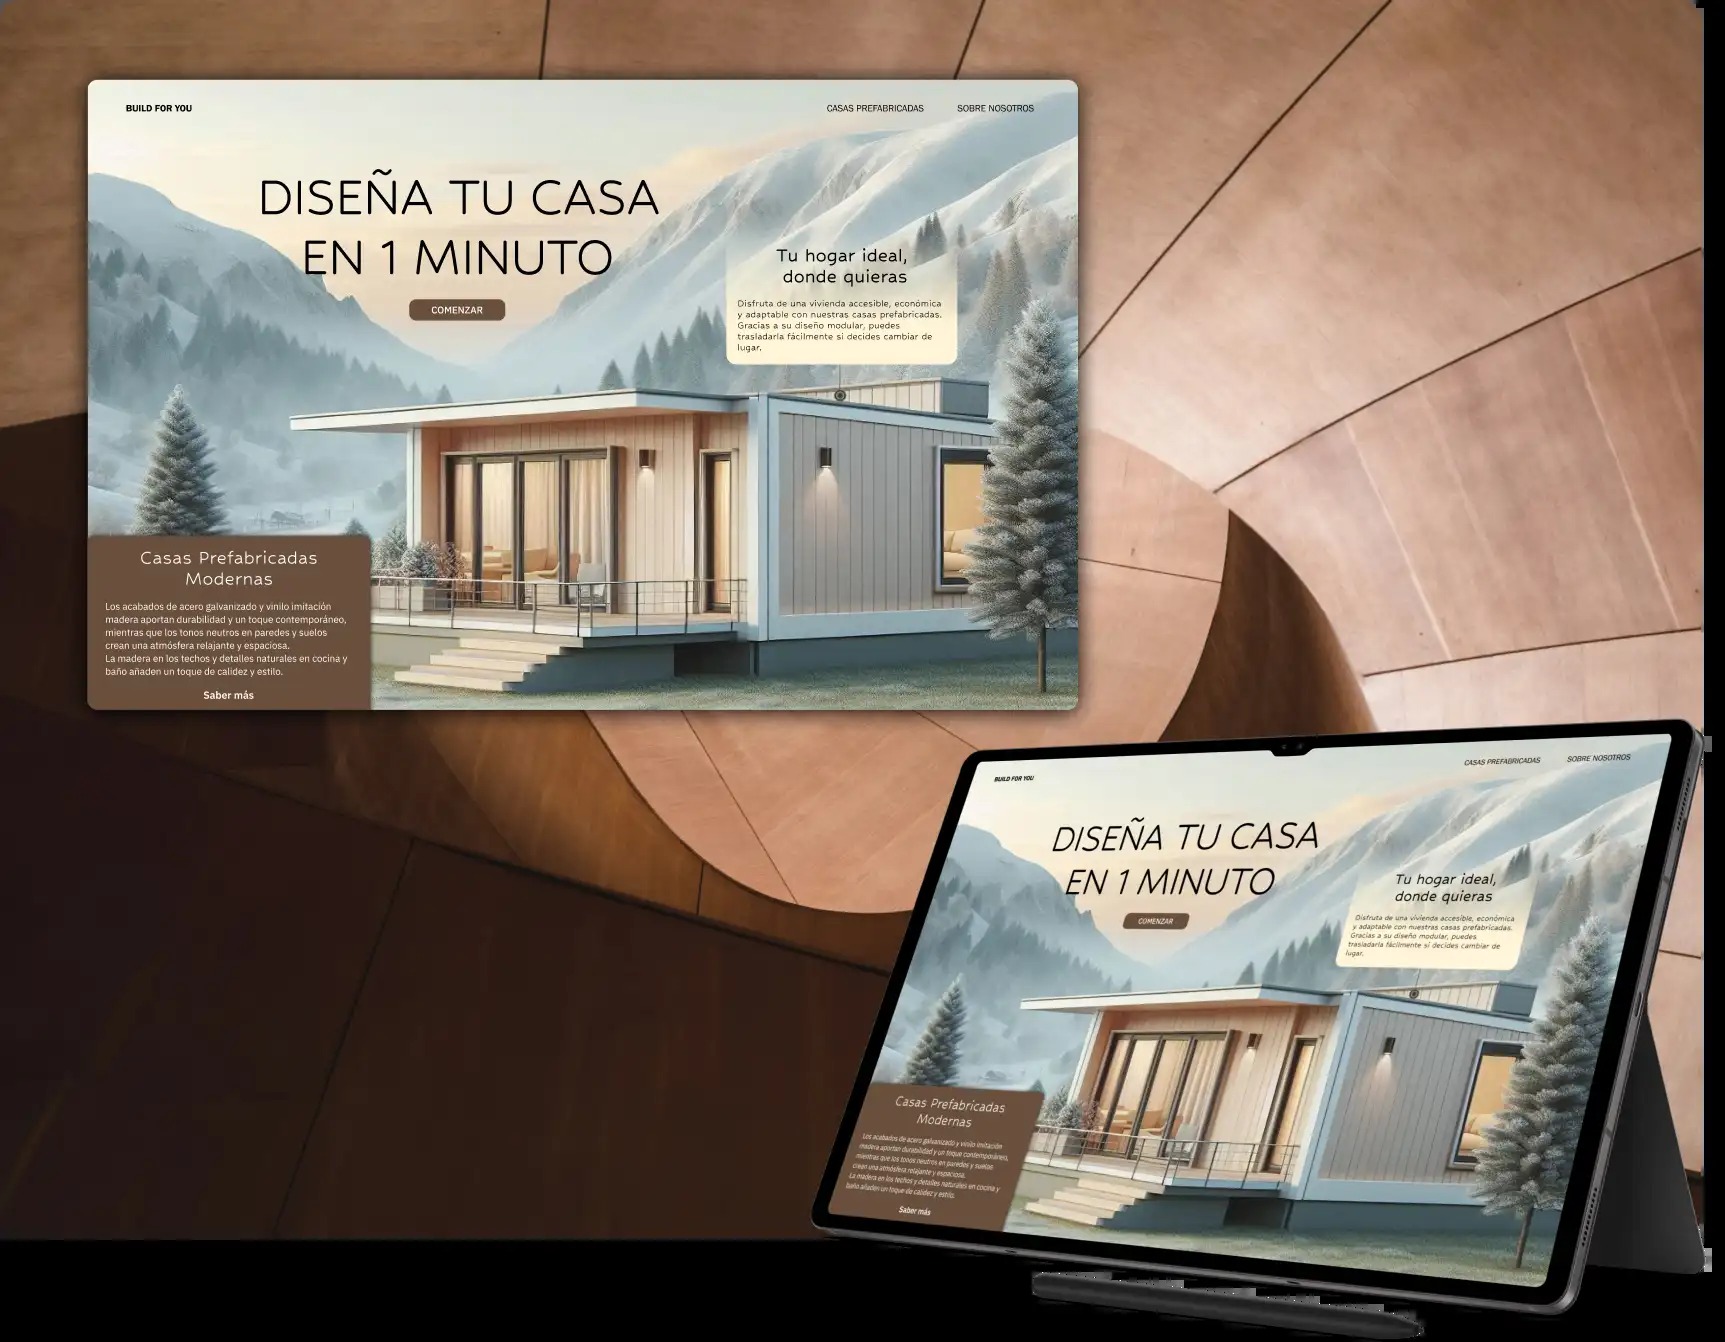 BUILD FOR YOU
CASAS PREFABRICADAS
SOBRE NOSOTROS
DISEÑA TU CASA
EN 1 MINUTO
COMENZAR
Tu hogar ideal,
donde quieras
Disfruta de una vivienda accesible, económica
y adaptable con nuestras casas prefabricadas.
Gracias a su diseño modular, puedes
trasladarla fácilmente si decides cambiar de
lugar.
Casas Prefabricadas
Modernas
Los acabados de acero galvanizado y vinilo imitación
madera aportan durabilidad y un toque contemporáneo,
mientras que los tonos neutros en paredes y suelos
crean una atmósfera relajante y espaciosa.
La madera en los techos y detalles naturales en cocina y
baño añaden un toque de calidez y estilo.
Saber más
BUILD FOR YOU
CASAS PREFABRICADAS
SOBRE NOSOTROS
DISEÑA TU CASA
EN 1 MINUTO
COMENZAR
Tu hogar ideal,
donde quieras
Disfruta de una vivienda accesible, económica
y adaptable con nuestras casas prefabricadas.
Gracias a su diseño modular, puedes
trasladarla fácilmente si decides cambiar de
lugar.
Casas Prefabricadas
Modernas
Los acabados de acero galvanizado y vinilo imitación
madera aportan durabilidad y un toque contemporáneo,
mientras que los tonos neutros en paredes y suelos
crean una atmósfera relajante y espaciosa.
La madera en los techos y detalles naturales en cocina y
baño añaden un toque de calidez y estilo.
Saber más